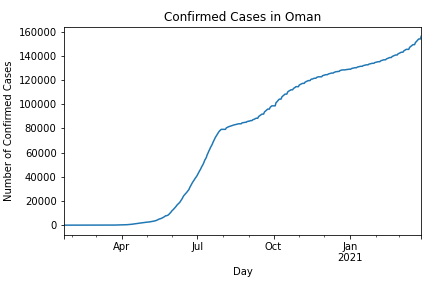 Confirmed Cases in Oman
Number of Confirmed Cases
160000
140000
120000
100000
80000
60000
40000
20000
0
Apr Jul Oct Jan
2021
Day